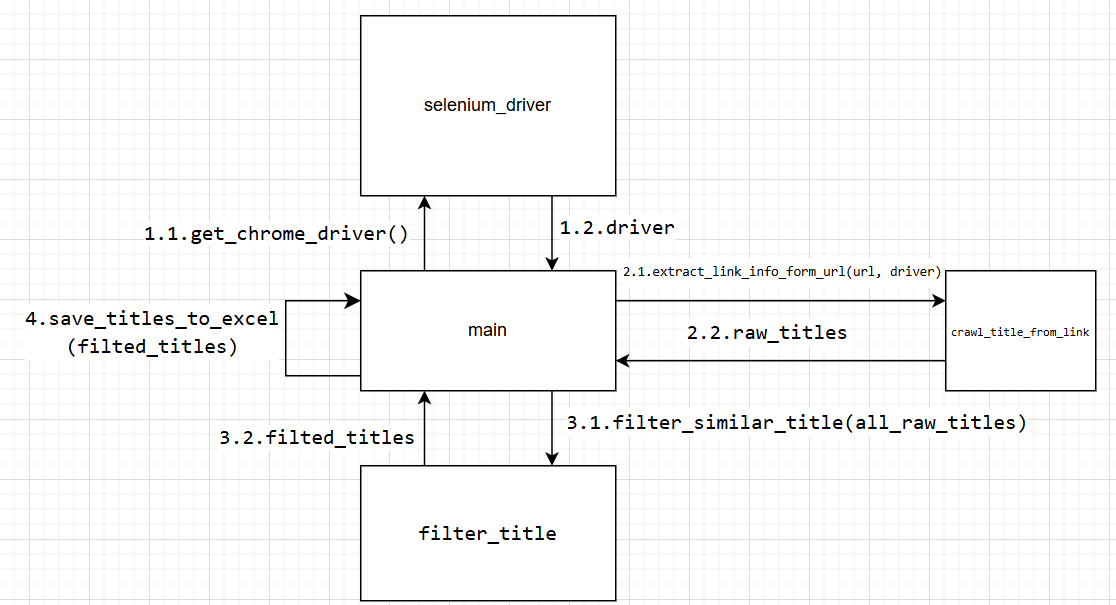 selenium_driver
1.1.get_chrome_driver()
1.2.driver
2.1.extract_link_info_form_url(url, driver)
4.save_titles_to_excel
(filted_titles)
main
2.2.raw_titles
crawl_title_from_link
3.1.filter_similar_title(all_raw_titles)
3.2.filted_titles
filter_title